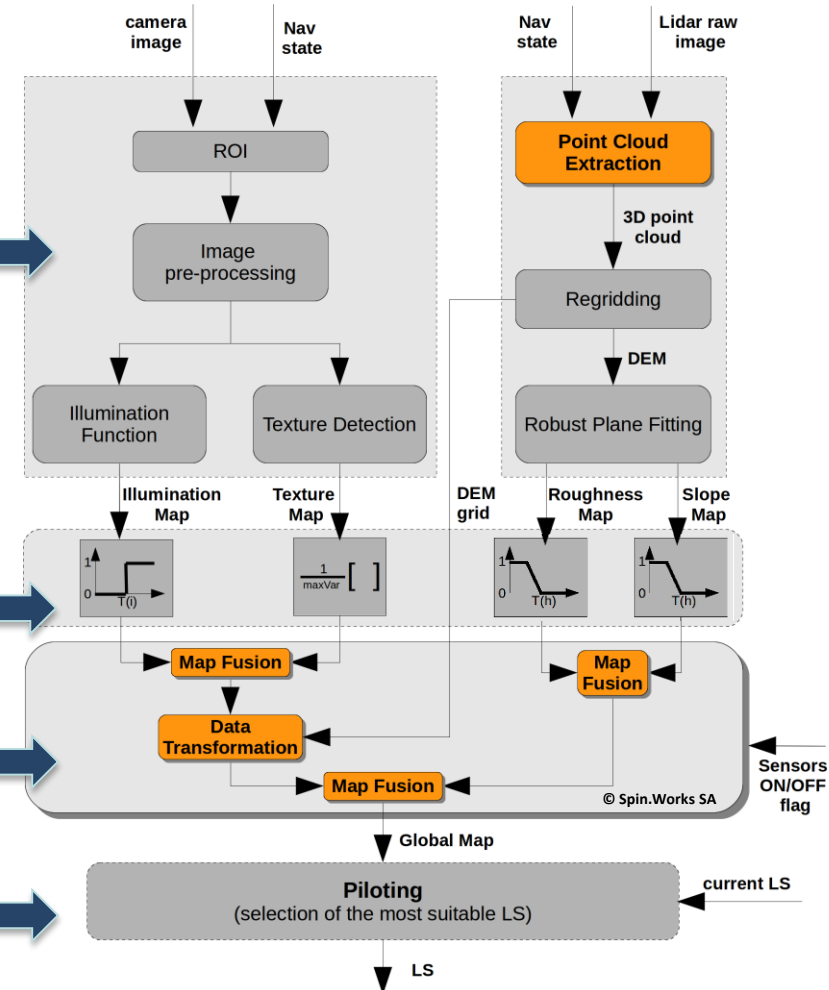 camera
image
Nav
state
Nav
state
Lidar raw
image
ROI
Point Cloud
Extraction
3D point
cloud
Image
pre-processing
Regridding
DEM
Illumination
Function
Texture Detection
Robust Plane Fitting
Illumination
Map
Texture
Map
DEM
grid
Roughness
Map
Slope
Map
1
0
T(i)
1
maxVar
[ ]
1
0
T(h)
1
0
T(h)
Map Fusion
Map
Fusion
Data
Transformation
Map Fusion
© Spin.Works SA
Sensors
ON/OFF
flag
Global Map
Piloting
(selection of the most suitable LS)
current LS
LS